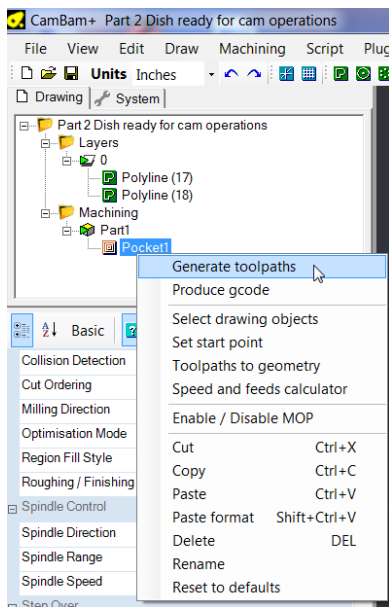 CamBam+ Part 2 Dish ready for cam operations
File View Edit Draw Machining Script Plug
Units Inches
Drawing System
Part 2 Dish ready for cam operations
Layers
0
Polyline (17)
Polyline (18)
Machining
Part1
Pocket1
Generate toolpaths
Produce gcode
Select drawing objects
Set start point
Toolpaths to geometry
Speed and feeds calculator
Enable / Disable MOP
Cut Ctrl+X
Copy Ctrl+C
Paste Ctrl+V
Paste format Shift+Ctrl+V
Delete DEL
Rename
Reset to defaults
Basic
Collision Detection
Cut Ordering
Milling Direction
Optimisation Mode
Region Fill Style
Roughing / Finishing
Spindle Control
Spindle Direction
Spindle Range
Spindle Speed
Step Over